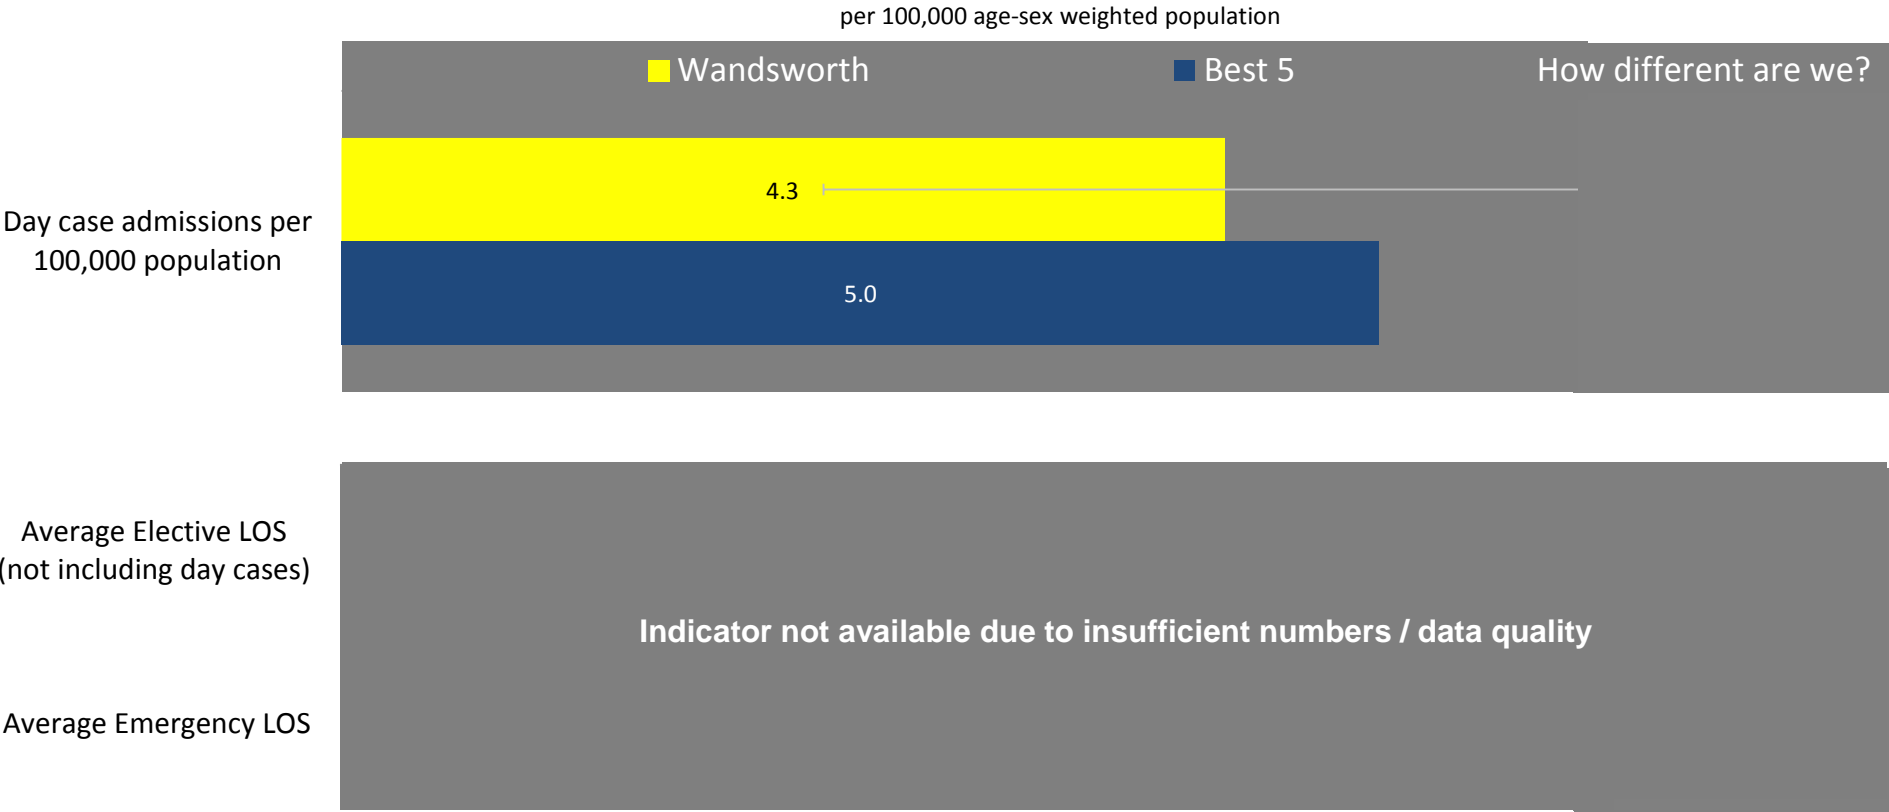 per 100,000 age-sex weighted population
Wandsworth Best 5 How different are we?
4.3
Day case admissions per
100,000 population
5.0
Average Elective LOS
(not including day cases)
Indicator not available due to insufficient numbers / data quality
Average Emergency LOS